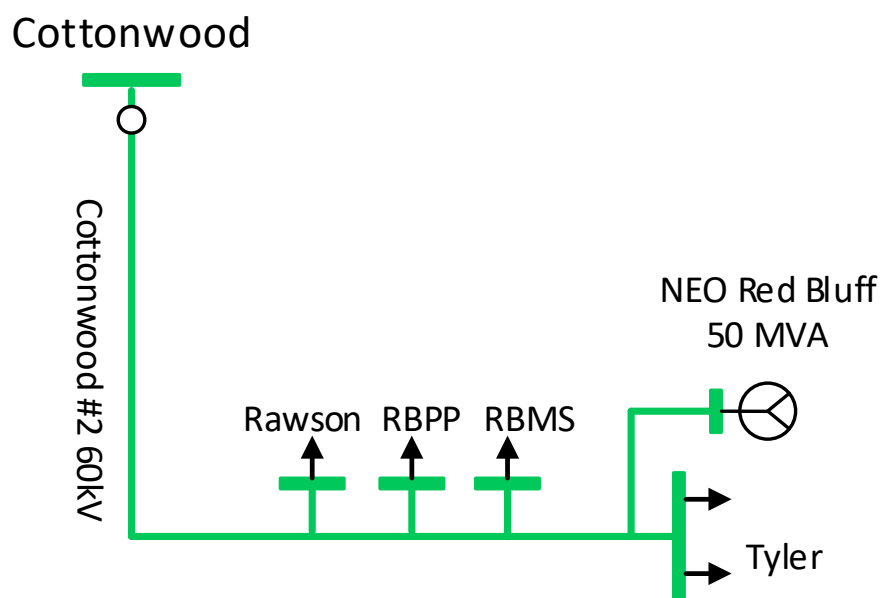 Cottonwood
Cottonwood #2 60kV
NEO Red Bluff
50 MVA
Rawson
RBPP
RBMS
Tyler